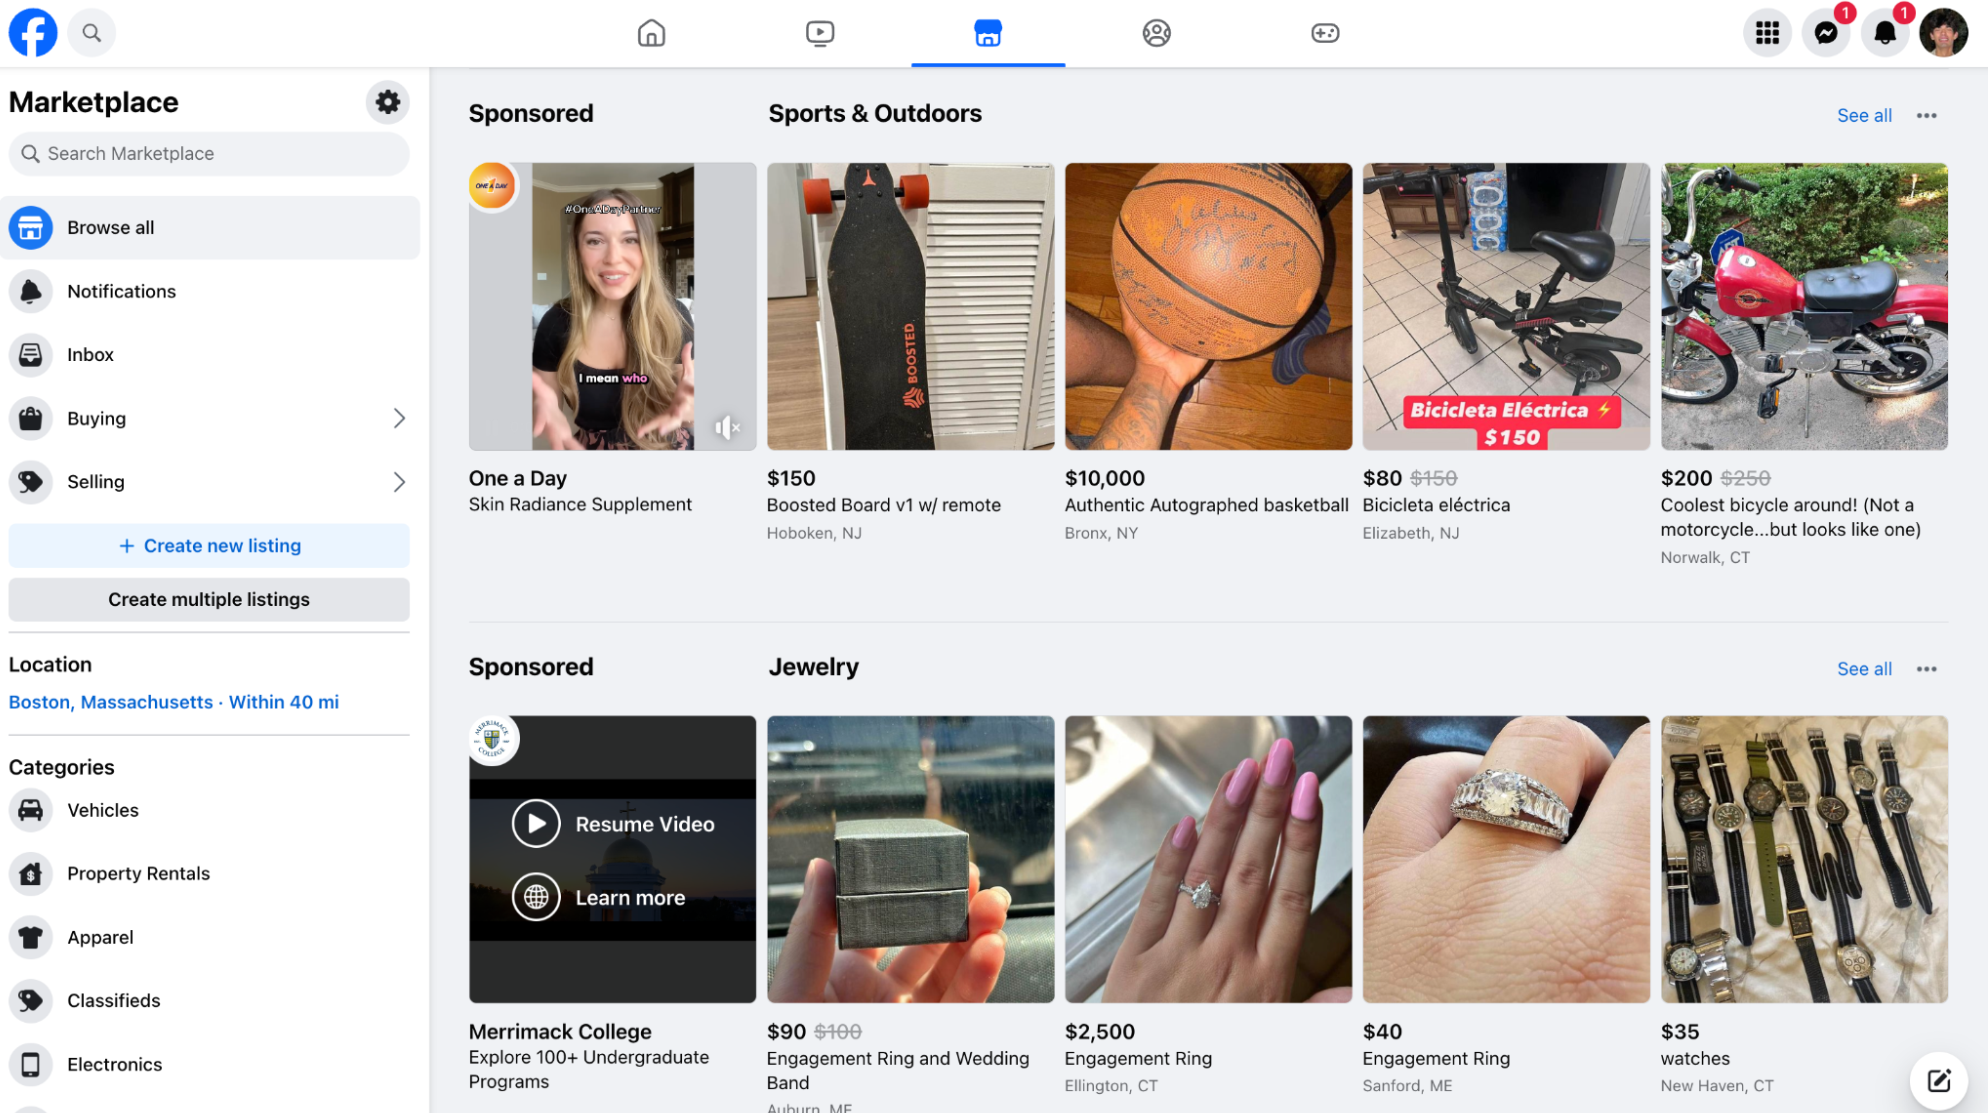 1
1
Marketplace
Search Marketplace
Browse all
Notifications
Inbox
Buying
Selling
+ Create new listing
Create multiple listings
Location
Boston, Massachusetts · Within 40 mi
Categories
Vehicles
Property Rentals
Apparel
Classifieds
Electronics
Sponsored
Sports & Outdoors
See all
ONE A DAY
#OneADayPartner
I mean who
BOOSTED
Bicicleta Eléctrica ⚡
$150
One a Day
Skin Radiance Supplement
$150
Boosted Board v1 w/ remote
Hoboken, NJ
$10,000
Authentic Autographed basketball
Bronx, NY
$80 $150
Bicicleta eléctrica
Elizabeth, NJ
$200 $250
Coolest bicycle around! (Not a
motorcycle...but looks like one)
Norwalk, CT
Sponsored
Jewelry
See all
MERRIMACK
COLLEGE
Resume Video
Learn more
Merrimack College
Explore 100+ Undergraduate
Programs
$90 $100
Engagement Ring and Wedding
Band
Auburn, ME
$2,500
Engagement Ring
Ellington, CT
$40
Engagement Ring
Sanford, ME
$35
watches
New Haven, CT